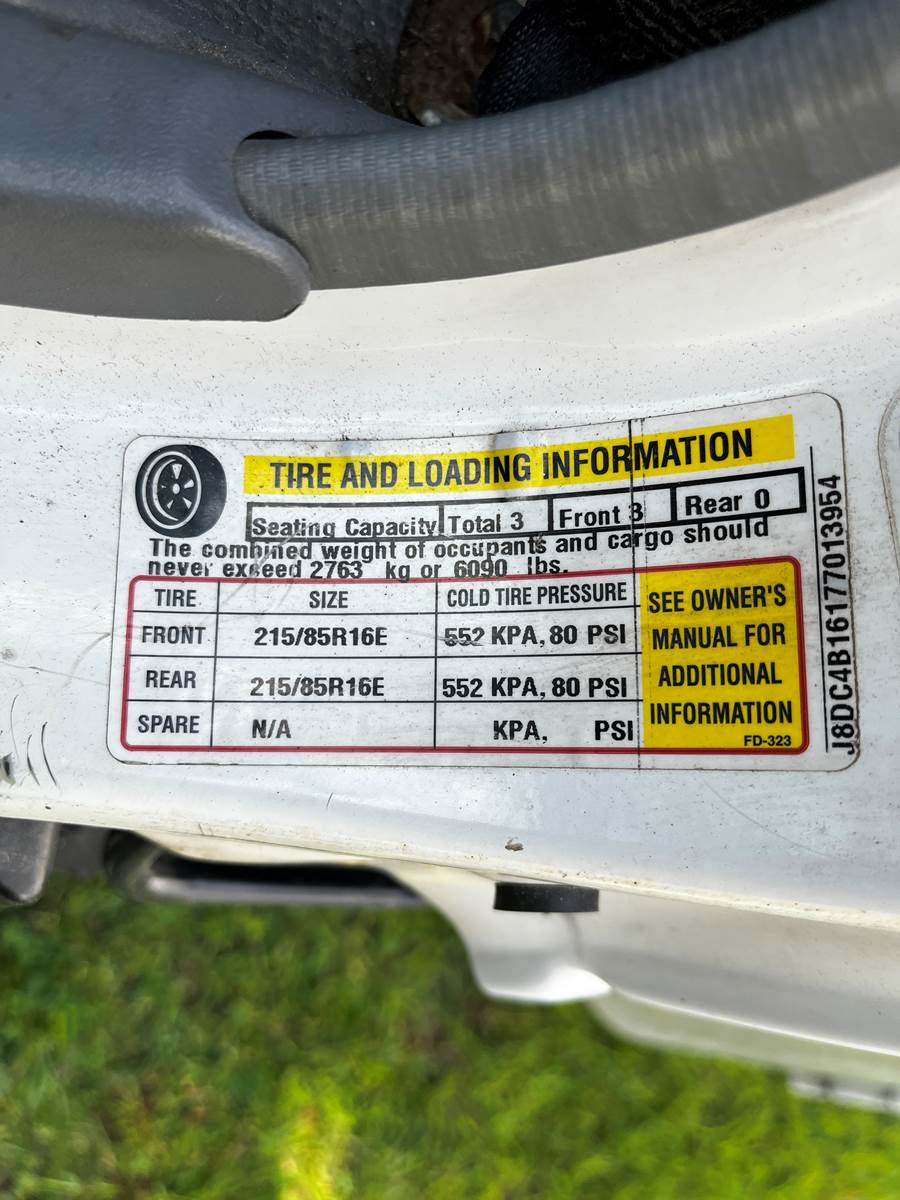 TIRE AND LOADING INFORMATION
Seating Capacity Total 3 Front 3 Rear 0
The combined weight of occupants and cargo should
never exceed 2763 kg or 6090 lbs.
TIRE SIZE COLD TIRE PRESSURE
FRONT 215/85R16E 552 KPA, 80 PSI
REAR 215/85R16E 552 KPA, 80 PSI
SPARE N/A KPA, PSI
SEE OWNER'S
MANUAL FOR
ADDITIONAL
INFORMATION
FD-323
J8DC4B16177013954